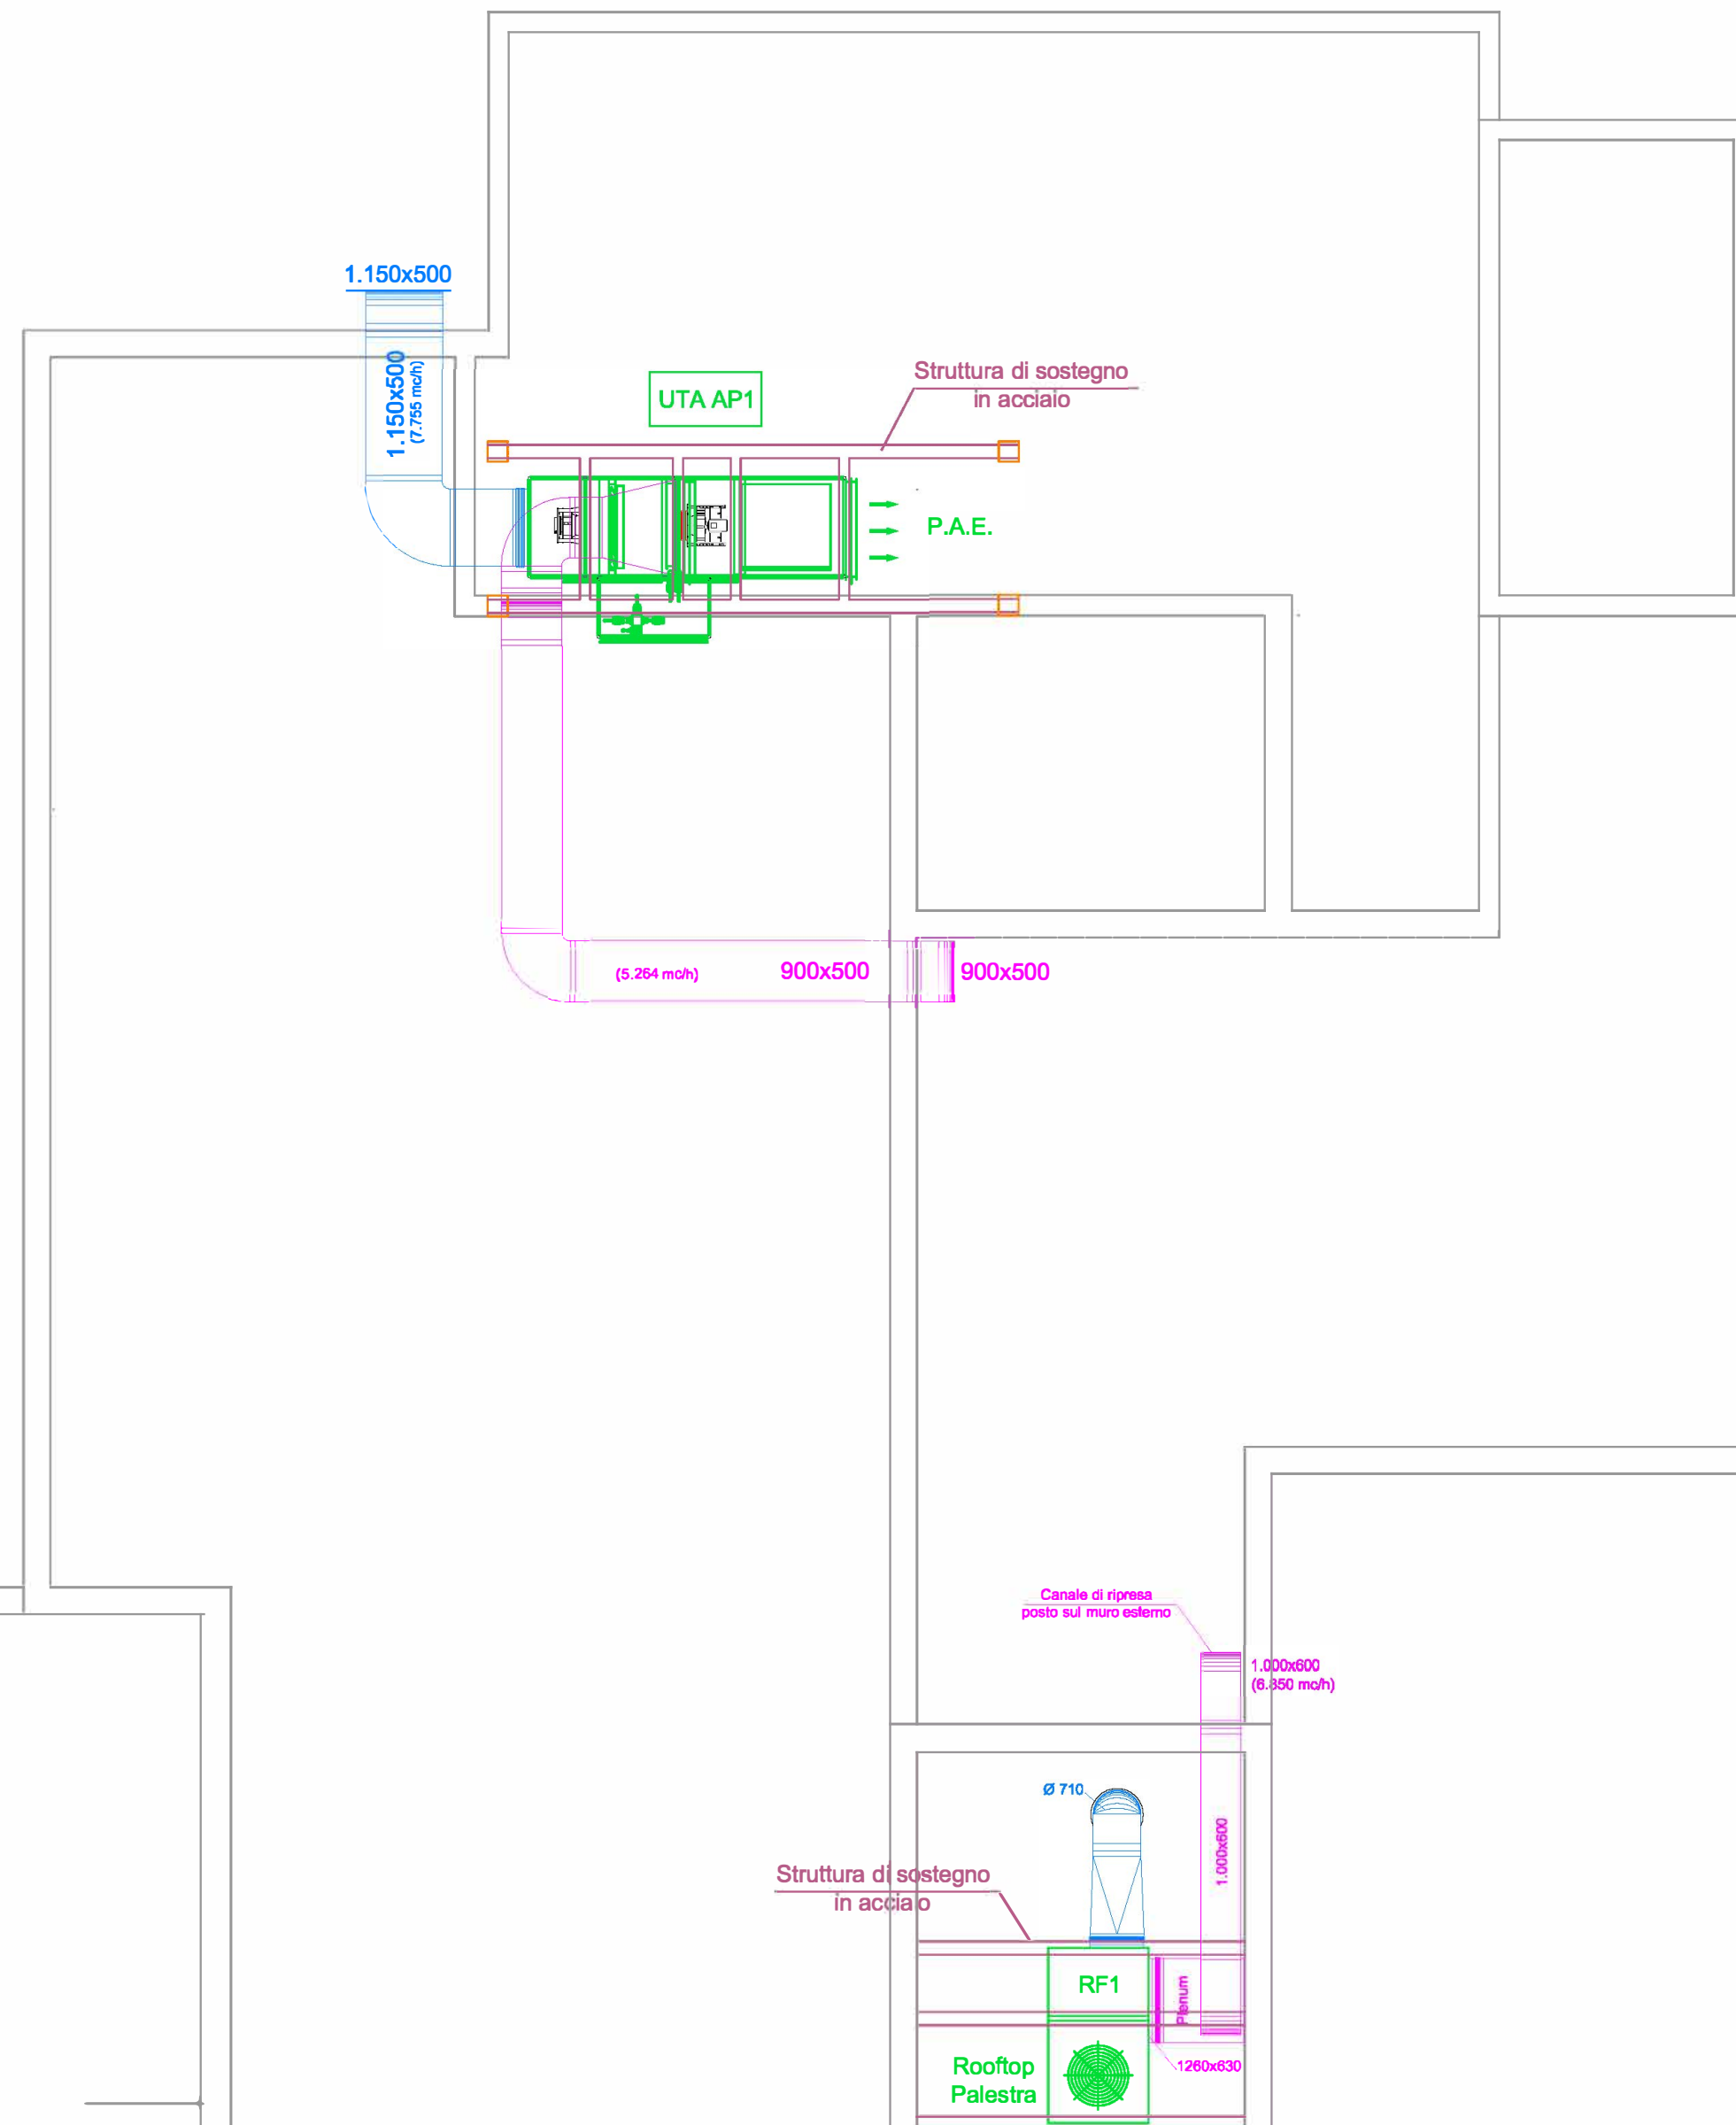 1.150x500
1.150x500
(7.755 mc/h)
UTA AP1
Struttura di sostegno
in acciaio
P.A.E.
(5.264 mc/h)
900x500
900x500
Canale di ripresa
posto sul muro esterno
1.000x600
(6.350 mc/h)
Ø 710
1.000x600
Struttura di sostegno
in acciaio
RF1
Plenum
Rooftop
Palestra
1260x630